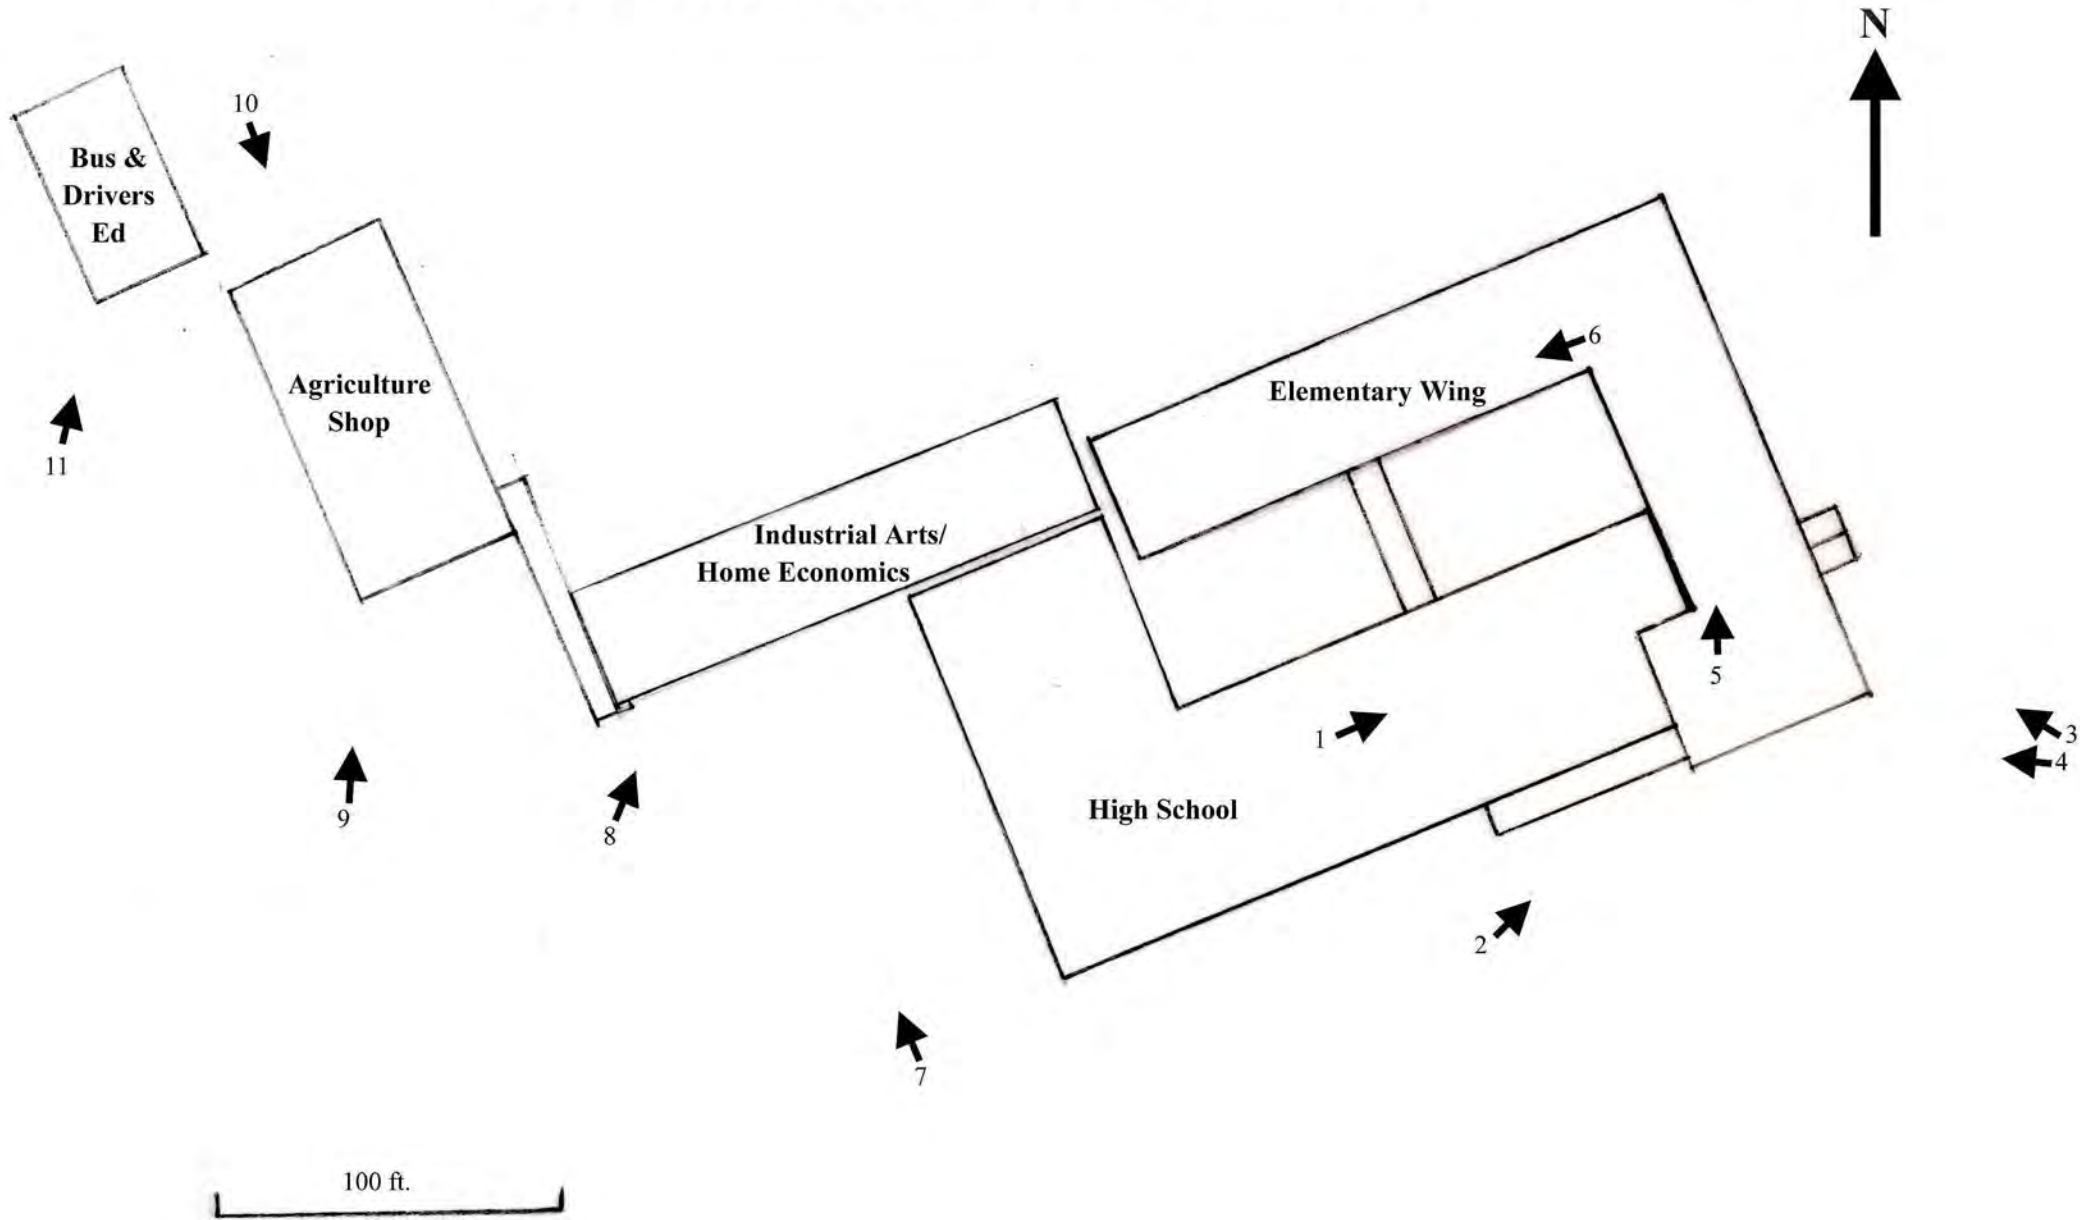 N
10
Bus &
Drivers
Ed
6
Agriculture
Shop
Elementary Wing
11
Industrial Arts/
Home Economics
5
1
3
4
High School
9
8
2
7
100 ft.